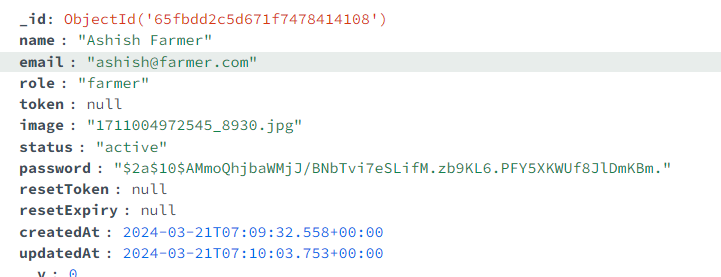 _id: ObjectId('65fbdd2c5d671f7478414108')
name : "Ashish Farmer"
email : "ashish@farmer.com"
role : "farmer"
token : null
image : "1711004972545_8930.jpg"
status : "active"
password : "$2a$10$AMmoQhjbaWMjJ/BNbTvi7eSLifM.zb9KL6.PFY5XKWUf8JlDmKBm."
resetToken : null
resetExpiry : null
createdAt : 2024-03-21T07:09:32.558+00:00
updatedAt : 2024-03-21T07:10:03.753+00:00
__v : 0